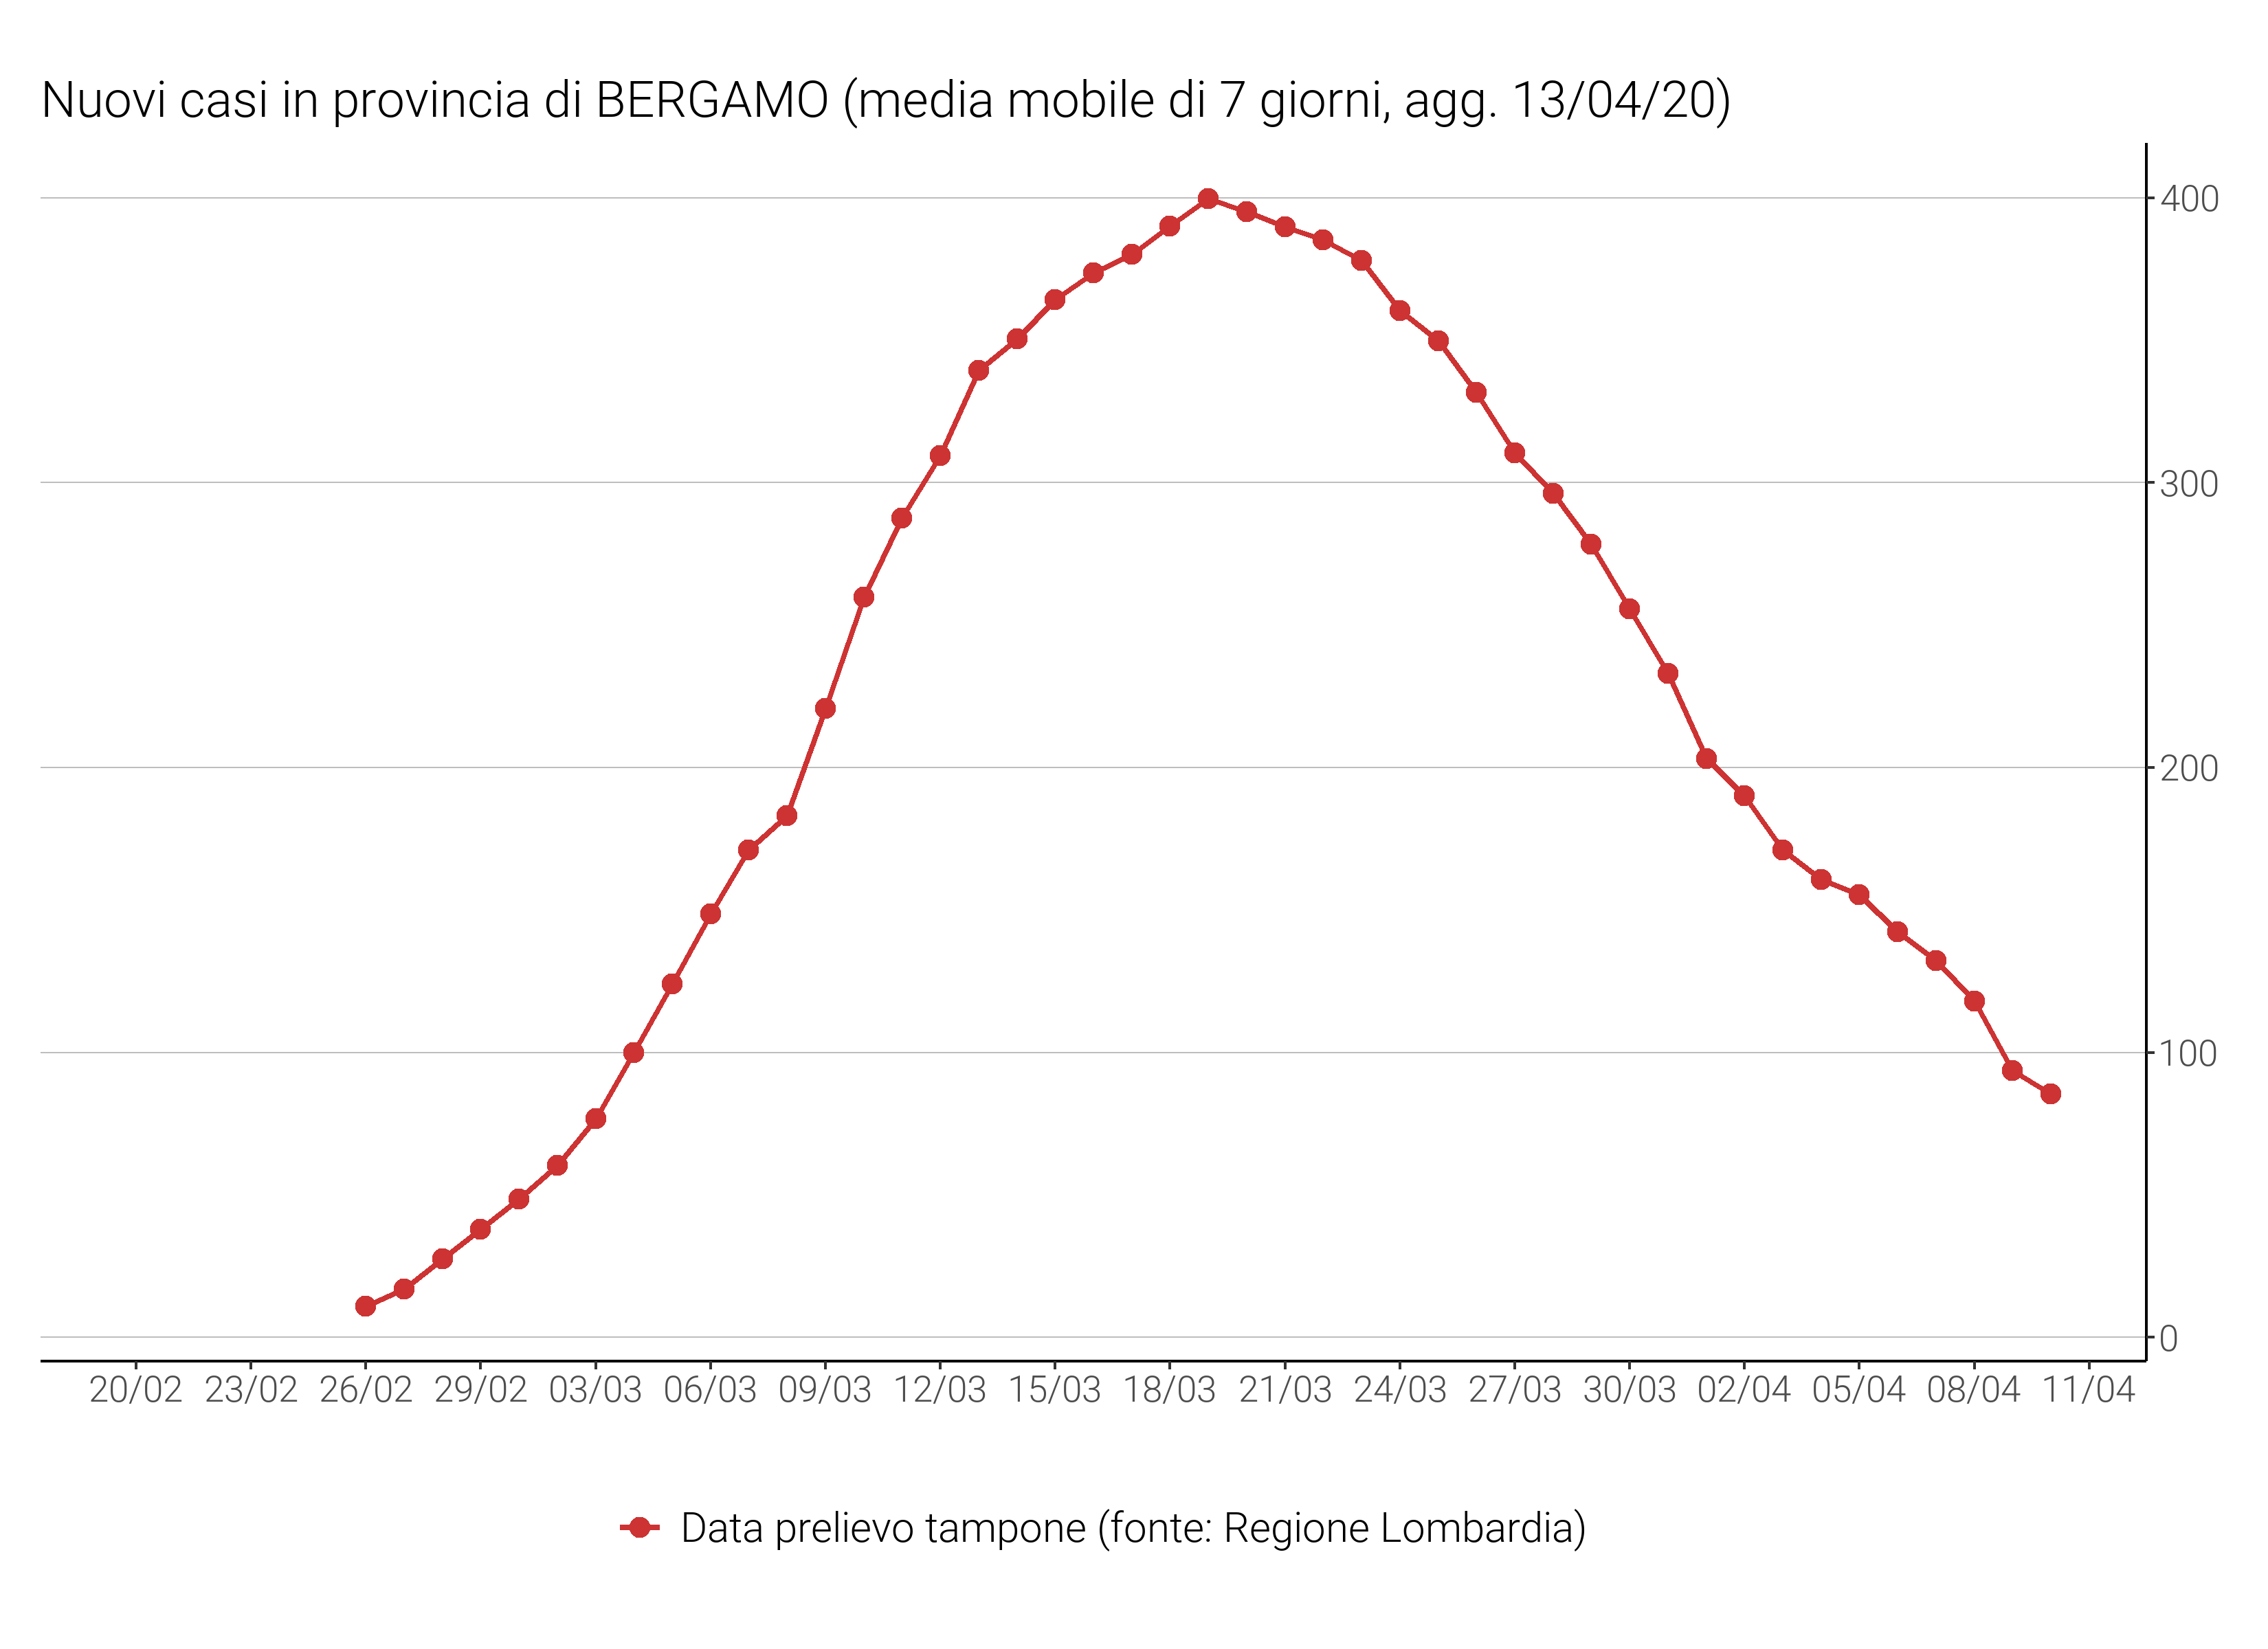 Nuovi casi in provincia di BERGAMO (media mobile di 7 giorni, agg. 13/04/20)
400
300
200
100
0
20/02 23/02 26/02 29/02 03/03 06/03 09/03 12/03 15/03 18/03 21/03 24/03 27/03 30/03 02/04 05/04 08/04 11/04
Data prelievo tampone (fonte: Regione Lombardia)